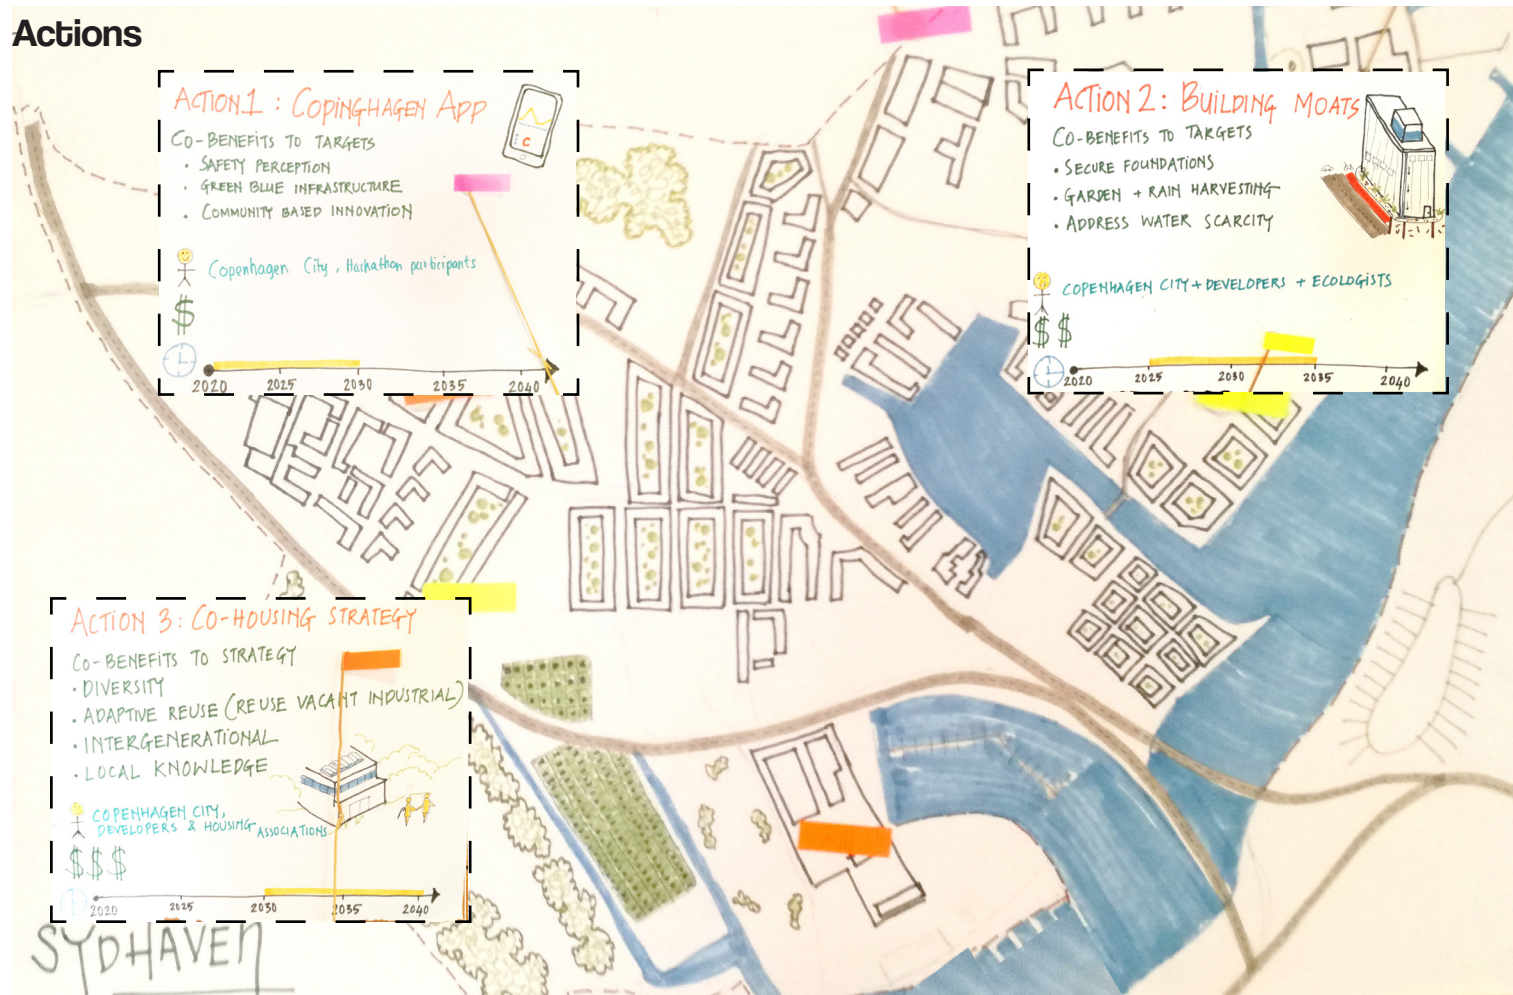 Actions
ACTION 1 : COPINGHAGEN APP
CO-BENEFITS TO TARGETS
• SAFETY PERCEPTION
• GREEN BLUE INFRASTRUCTURE
• COMMUNITY BASED INNOVATION
C
Copenhagen City, Hackathon participants
$
2020 2025 2030 2035 2040
ACTION 2: BUILDING MOATS
CO-BENEFITS TO TARGETS
• SECURE FOUNDATIONS
• GARDEN + RAIN HARVESTING
• ADDRESS WATER SCARCITY
COPENHAGEN CITY + DEVELOPERS + ECOLOGISTS
$ $
2020 2025 2030 2035 2040
ACTION 3: CO-HOUSING STRATEGY
CO-BENEFITS TO STRATEGY
• DIVERSITY
• ADAPTIVE REUSE (REUSE VACANT INDUSTRIAL)
• INTERGENERATIONAL
• LOCAL KNOWLEDGE
COPENHAGEN CITY,
DEVELOPERS & HOUSING ASSOCIATIONS
$ $ $
2020 2025 2030 2035 2040
SYDHAVEN